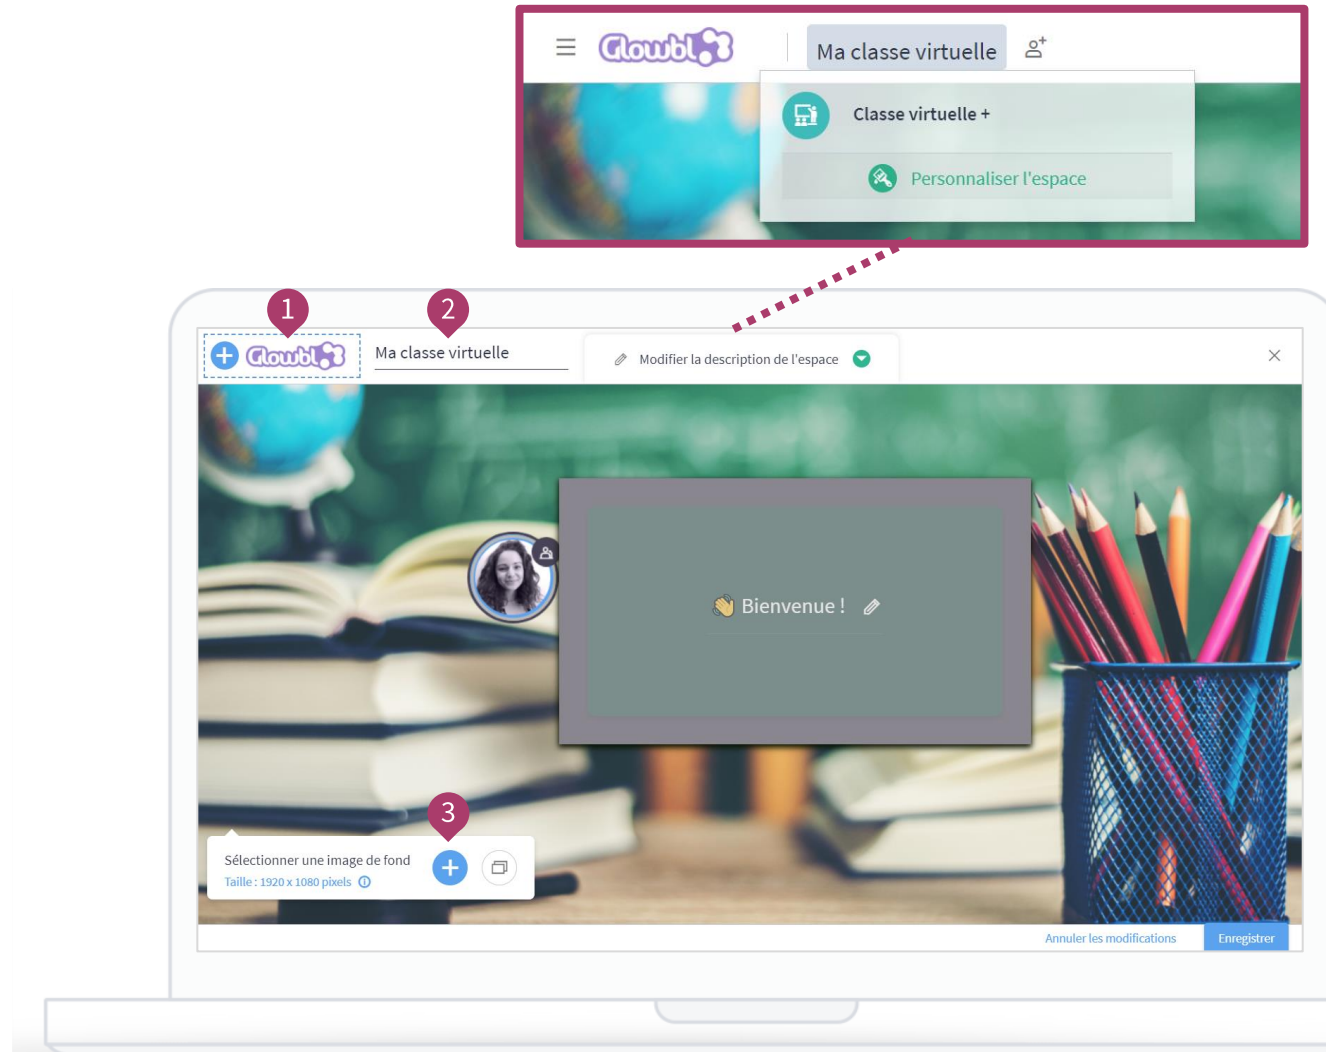 Glowbl
Ma classe virtuelle
Classe virtuelle +
Personnaliser l'espace
1
2
Glowbl
Ma classe virtuelle
Modifier la description de l'espace
👋 Bienvenue !
3
Sélectionner une image de fond
Taille : 1920 x 1080 pixels
Annuler les modifications
Enregistrer